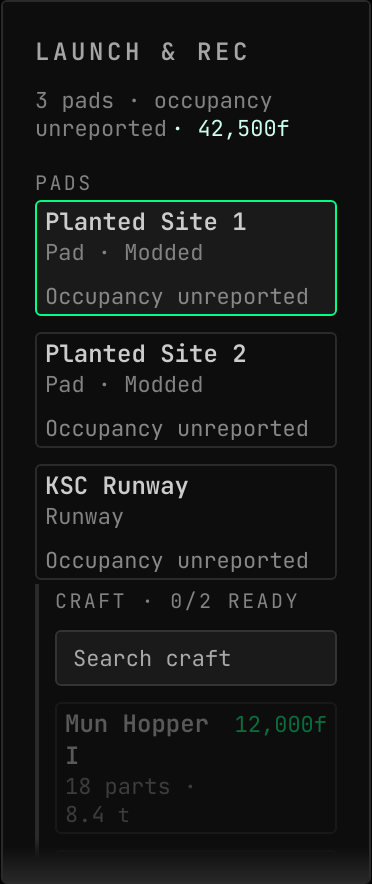 LAUNCH & REC
3 pads · occupancy
unreported · 42,500f
PADS
Planted Site 1
Pad · Modded
Occupancy unreported
Planted Site 2
Pad · Modded
Occupancy unreported
KSC Runway
Runway
Occupancy unreported
CRAFT · 0/2 READY
Search craft
Mun Hopper 12,000f
I
18 parts ·
8.4 t